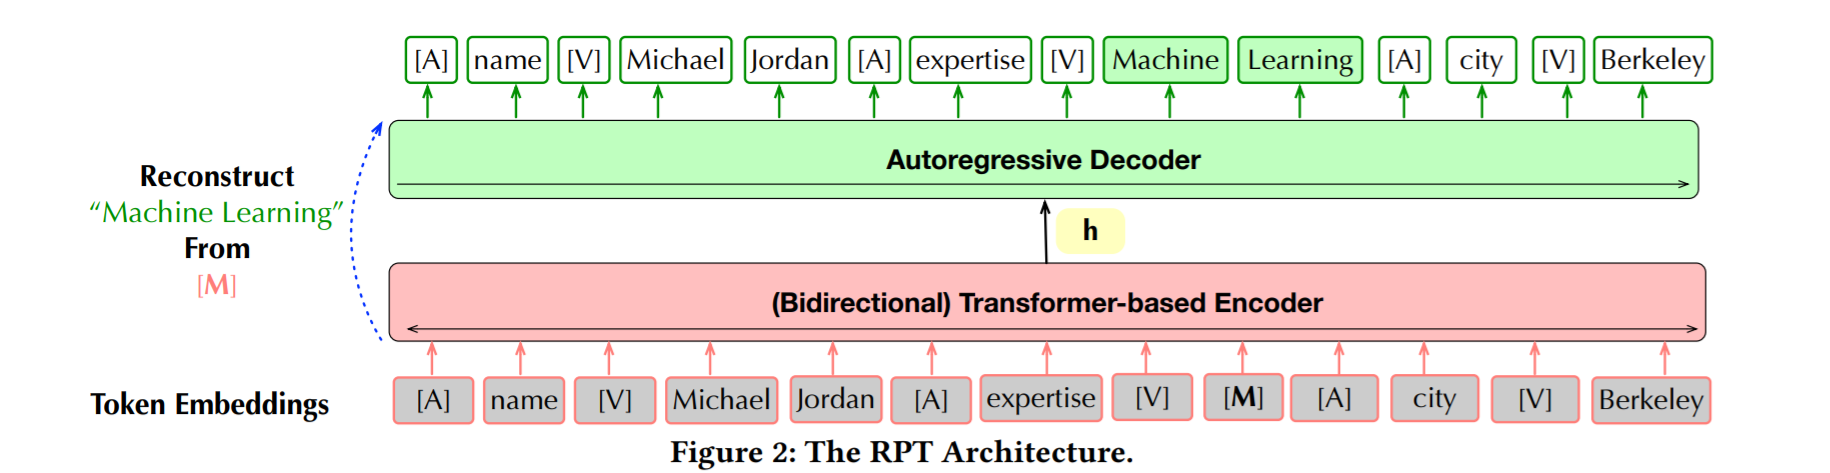 [A] name [V] Michael Jordan [A] expertise [V] Machine Learning [A] city [V] Berkeley
Autoregressive Decoder
Reconstruct
“Machine Learning”
From
[M]
h
(Bidirectional) Transformer-based Encoder
Token Embeddings [A] name [V] Michael Jordan [A] expertise [V] [M] [A] city [V] Berkeley
Figure 2: The RPT Architecture.